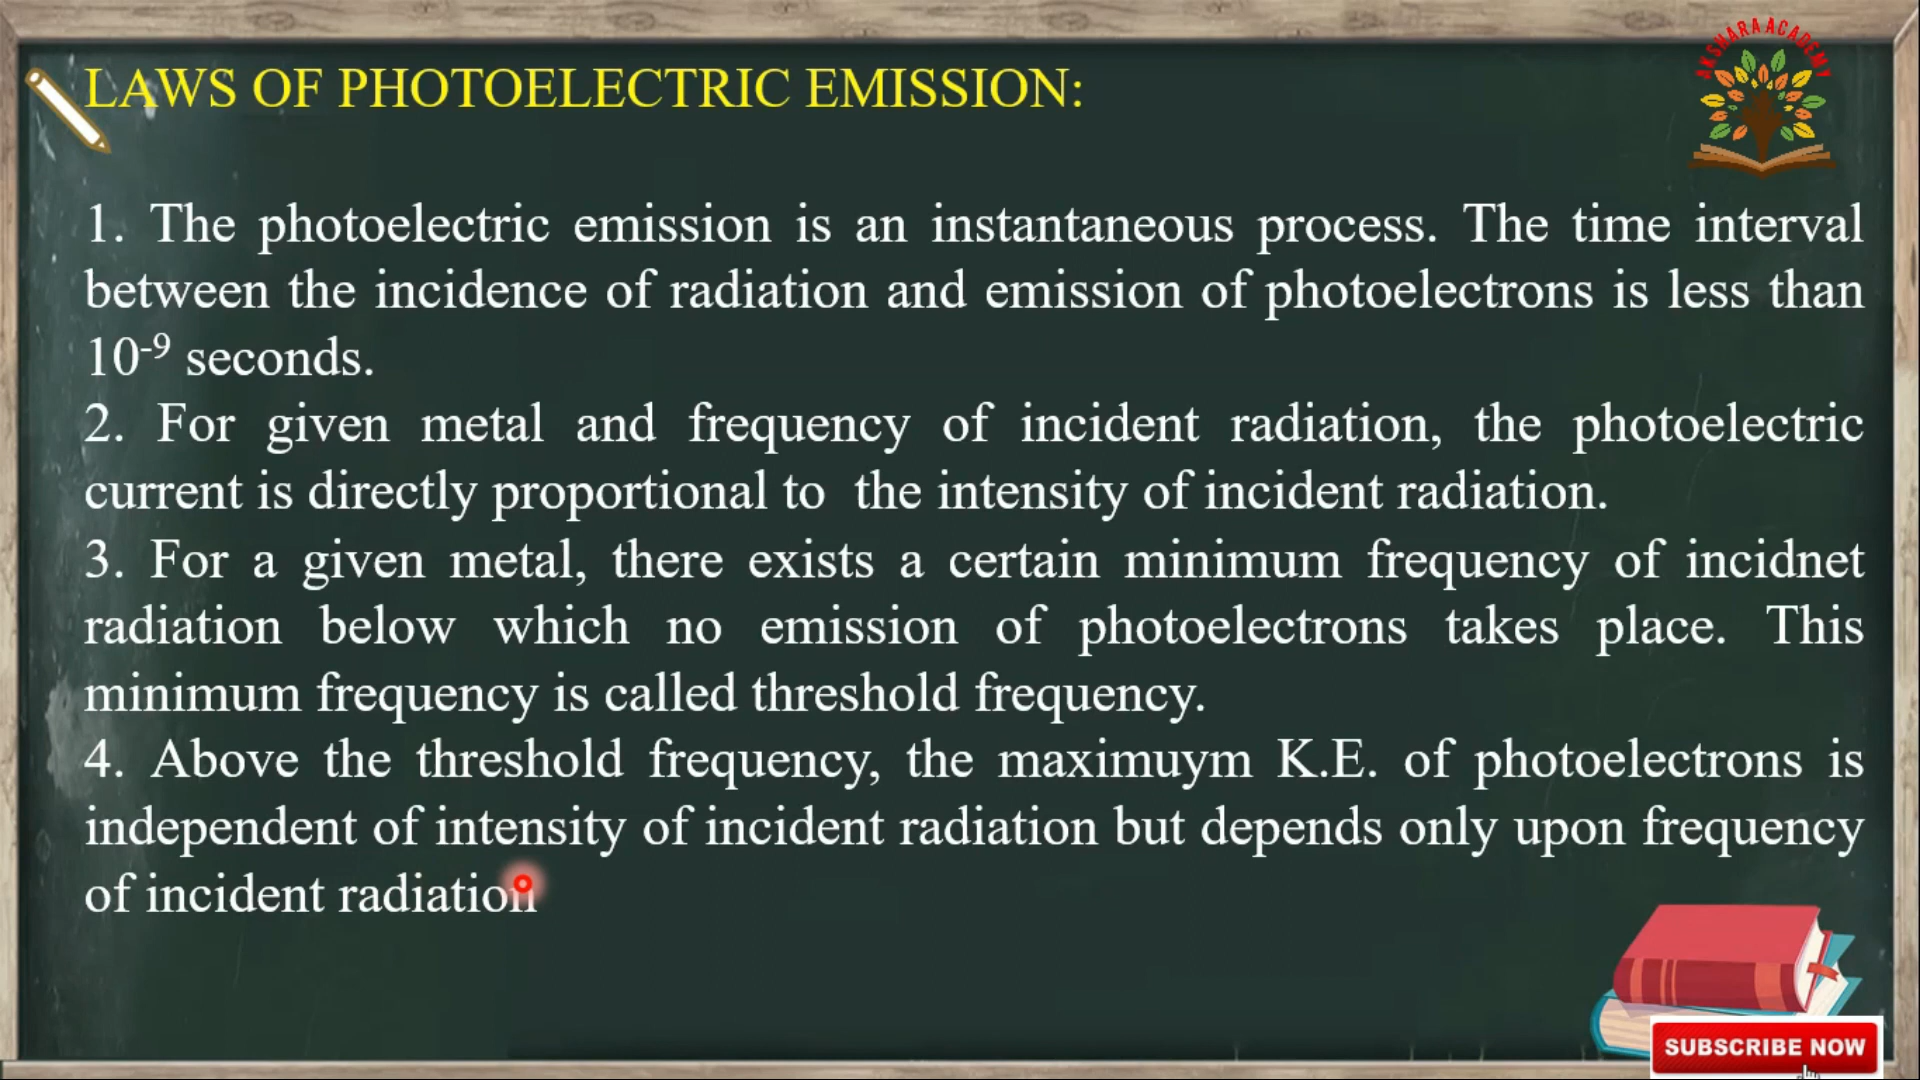 AKSHARA ACADEMY
LAWS OF PHOTOELECTRIC EMISSION:
1. The photoelectric emission is an instantaneous process. The time interval
between the incidence of radiation and emission of photoelectrons is less than
10⁻⁹ seconds.
2. For given metal and frequency of incident radiation, the photoelectric
current is directly proportional to the intensity of incident radiation.
3. For a given metal, there exists a certain minimum frequency of incidnet
radiation below which no emission of photoelectrons takes place. This
minimum frequency is called threshold frequency.
4. Above the threshold frequency, the maximuym K.E. of photoelectrons is
independent of intensity of incident radiation but depends only upon frequency
of incident radiation
SUBSCRIBE NOW